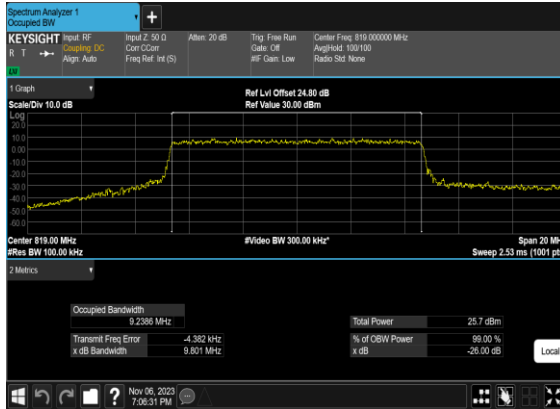 Spectrum Analyzer 1
Occupied BW
KEYSIGHT
R T
LU
Input: RF
Coupling: DC
Align: Auto
Input Z: 50 Ω
Corr CCorr
Freq Ref: Int (S)
Atten: 20 dB
Trig: Free Run
Gate: Off
#IF Gain: Low
Center Freq: 819.000000 MHz
Avg|Hold: 100/100
Radio Std: None
1 Graph
Scale/Div 10.0 dB
Ref Lvl Offset 24.80 dB
Ref Value 30.00 dBm
Log
20.0
10.0
0.00
-10.0
-20.0
-30.0
-40.0
-50.0
-60.0
Center 819.00 MHz
#Video BW 300.00 kHz*
Span 20 MH
#Res BW 100.00 kHz
Sweep 2.53 ms (1001 pt
2 Metrics
Occupied Bandwidth
9.2386 MHz
Total Power 25.7 dBm
Transmit Freq Error -4.382 kHz
% of OBW Power 99.00 %
x dB Bandwidth 9.801 MHz
x dB -26.00 dB
Local
Nov 06, 2023
7:06:31 PM